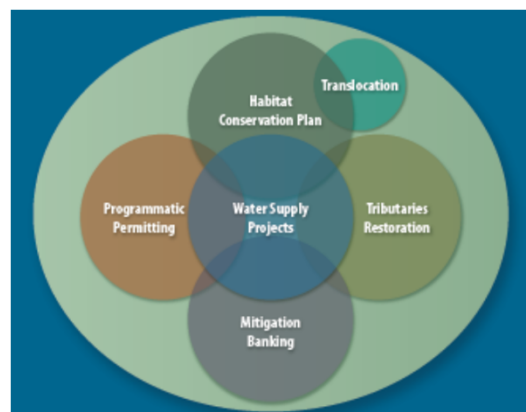 Translocation
Habitat
Conservation Plan
Programmatic
Permitting
Water Supply
Projects
Tributaries
Restoration
Mitigation
Banking